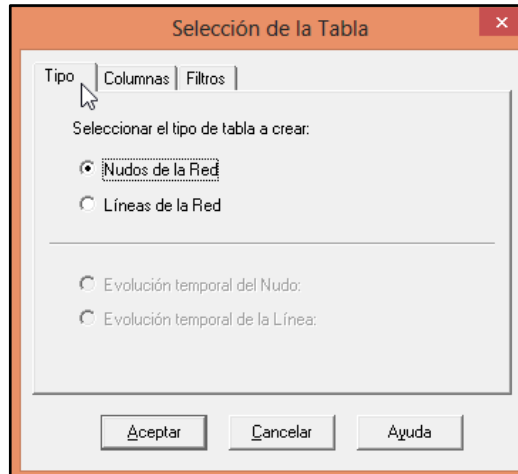 Selección de la Tabla
Tipo Columnas Filtros
Seleccionar el tipo de tabla a crear:
Nudos de la Red
Líneas de la Red
Evolución temporal del Nudo:
Evolución temporal de la Línea:
Aceptar Cancelar Ayuda